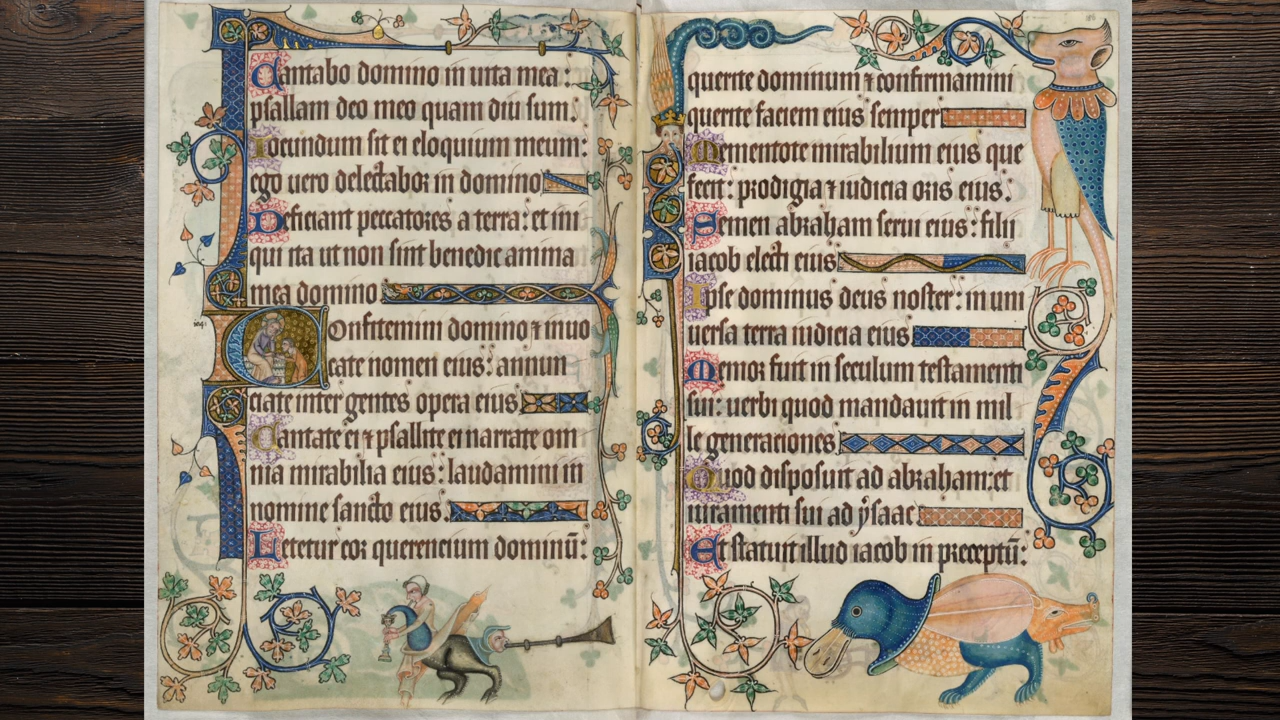 Cantabo domino in uita mea:
psallam deo meo quam diu sum:
Iocundum sit ei eloquium meum:
ego uero delectabor in domino
Deficiant peccatores a terra: et ini
qui ita ut non sint benedic anima
mea domino
Confitemini domino ⁊ inuo
cate nomen eius: annun
ciate inter gentes opera eius
Cantate ei ⁊ psallite ei narrate om
nia mirabilia eius: laudamini in
nomine sancto eius.
Letetur cor querencium dominū:
querite dominum ⁊ confirmamini
querite faciem eius semper
Mementote mirabilium eius que
fecit: prodigia ⁊ iudicia oris eius.
Semen abraham serui eius: filii
iacob electi eius
Ipse dominus deus noster: in uni
uersa terra iudicia eius
Memor fuit in seculum testamenti
sui: uerbi quod mandauit in mil
le generaciones
Quod disposuit ad abraham: et
iuramenti sui ad ysaac
Et statuit illud iacob in preceptū: